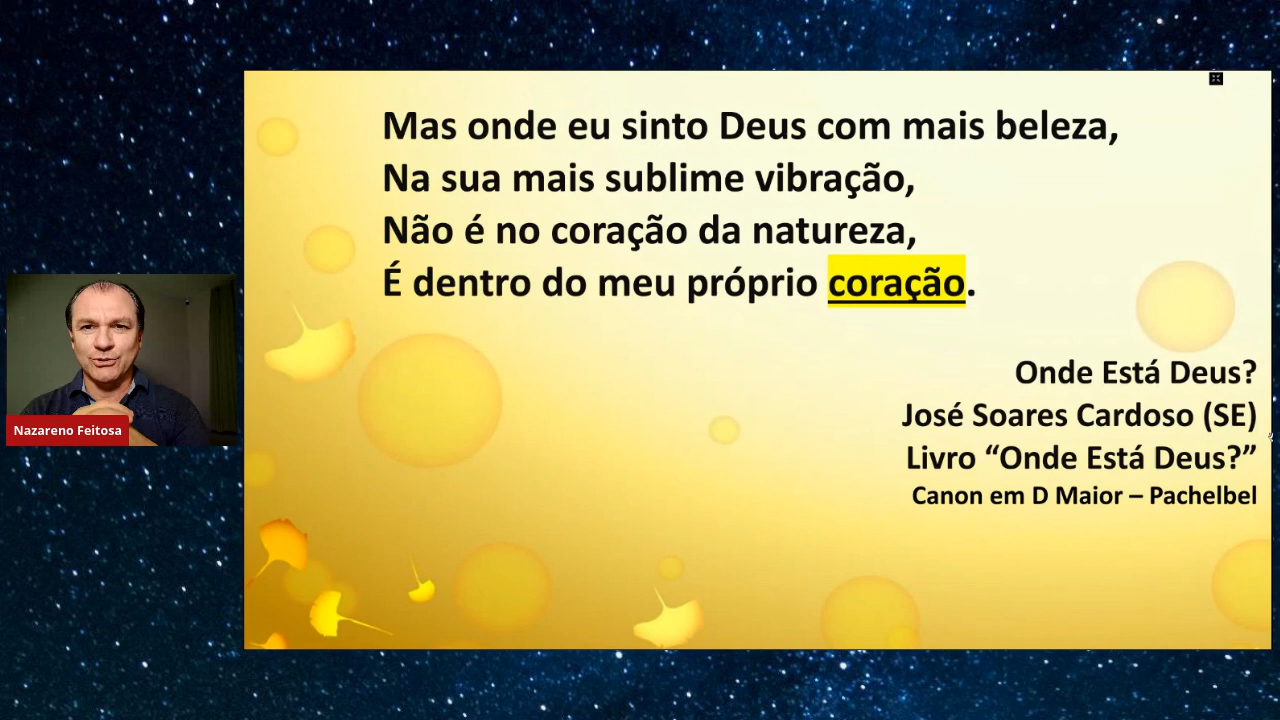 Mas onde eu sinto Deus com mais beleza,
Na sua mais sublime vibração,
Não é no coração da natureza,
É dentro do meu próprio coração.
Onde Está Deus?
José Soares Cardoso (SE)
Livro “Onde Está Deus?”
Canon em D Maior – Pachelbel
Nazareno Feitosa